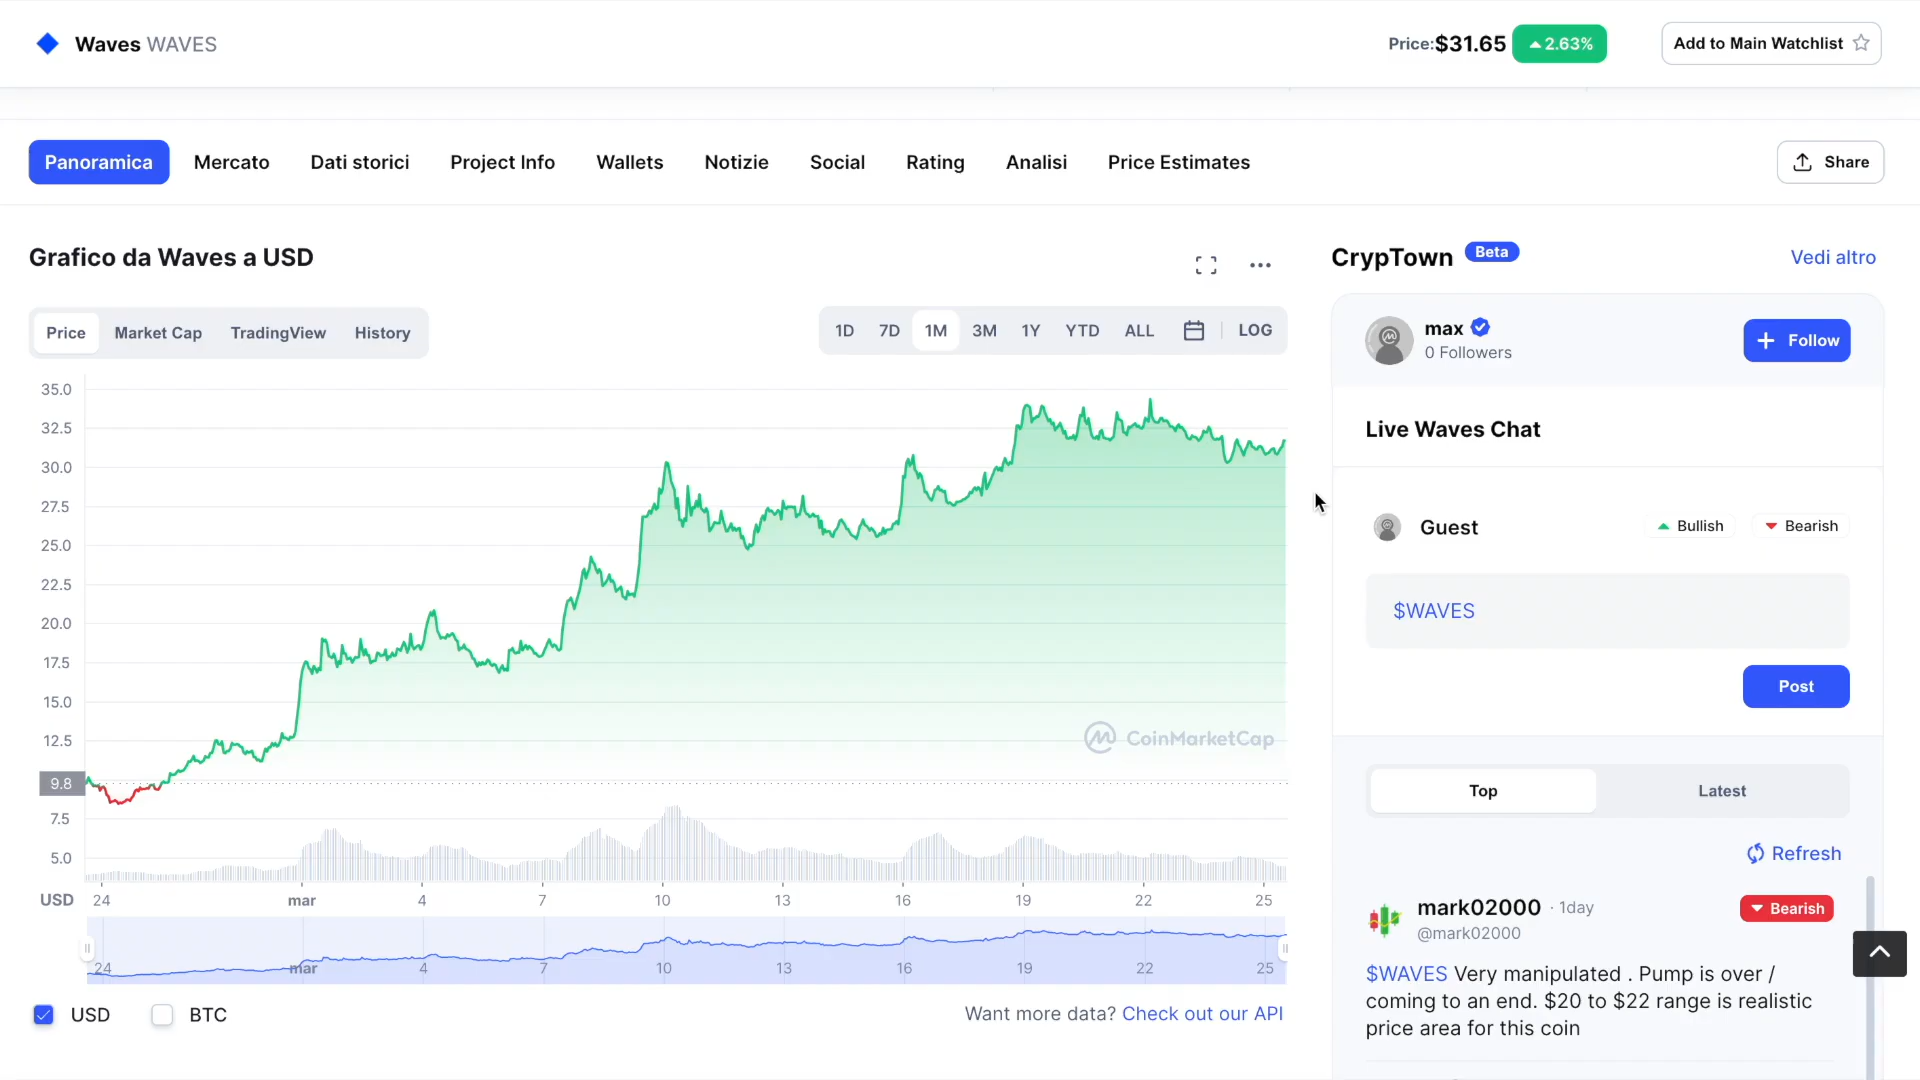 Waves WAVES
Price:$31.65 2.63%
Add to Main Watchlist
Panoramica Mercato Dati storici Project Info Wallets Notizie Social Rating Analisi Price Estimates
Share
Grafico da Waves a USD
Price Market Cap TradingView History
1D 7D 1M 3M 1Y YTD ALL LOG
35.0
32.5
30.0
27.5
25.0
22.5
20.0
17.5
15.0
12.5
9.8
7.5
5.0
CoinMarketCap
USD 24 mar 4 7 10 13 16 19 22 25
24 mar 4 7 10 13 16 19 22 25
USD BTC
Want more data? Check out our API
CrypTown Beta
Vedi altro
max
0 Followers
Follow
Live Waves Chat
Guest
Bullish Bearish
$WAVES
Post
Top Latest
Refresh
mark02000 · 1day
@mark02000
Bearish
$WAVES Very manipulated . Pump is over /
coming to an end. $20 to $22 range is realistic
price area for this coin